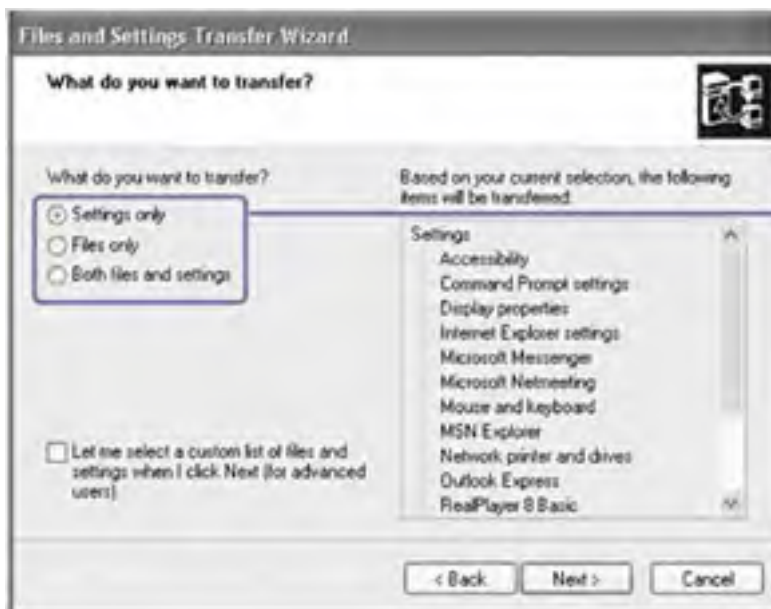 Files and Settings Transfer Wizard
What do you want to transfer?
What do you want to transfer?
Settings only
Files only
Both files and settings
Let me select a custom list of files and
settings when I click Next (for advanced
users)
Based on your current selection, the following
items will be transferred:
Settings
Accessibility
Command Prompt settings
Display properties
Internet Explorer settings
Microsoft Messenger
Microsoft Netmeeting
Mouse and keyboard
MSN Explorer
Network printer and drives
Outlook Express
RealPlayer 8 Basic
< Back
Next >
Cancel